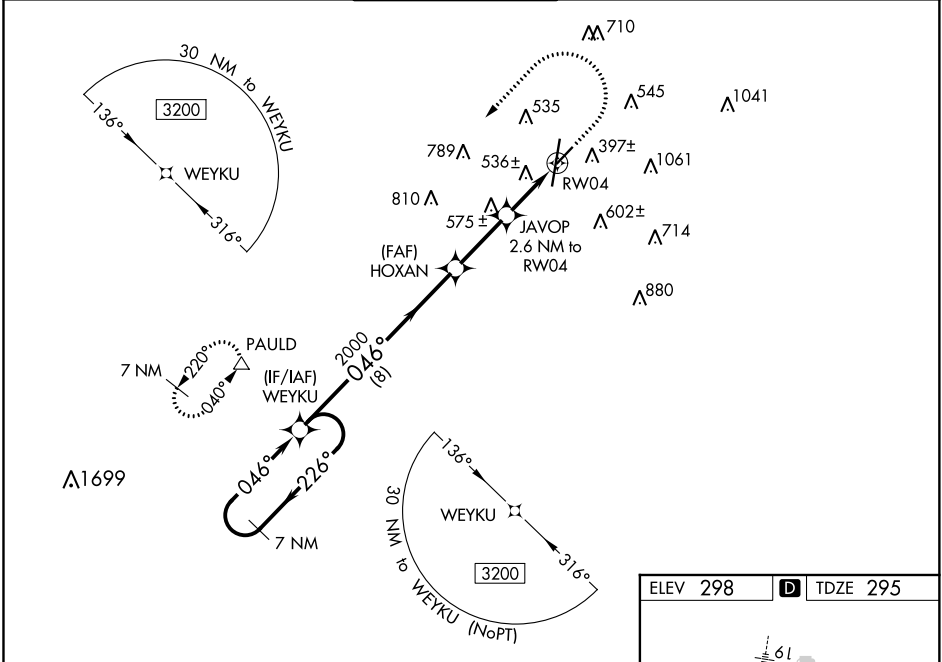 710
30 NM to WEYKU
3200
136°
WEYKU
316°
535
545
1041
789
536±
397±
RW04
1061
810
575±
JAVOP
2.6 NM to
RW04
602±
714
(FAF)
HOXAN
880
PAULD
7 NM
220°
040°
2000
046°
(8)
(IF/IAF)
WEYKU
1699
046°
226°
7 NM
136°
WEYKU
316°
3200
30 NM to WEYKU (NoPT)
ELEV 298
D
TDZE 295
19